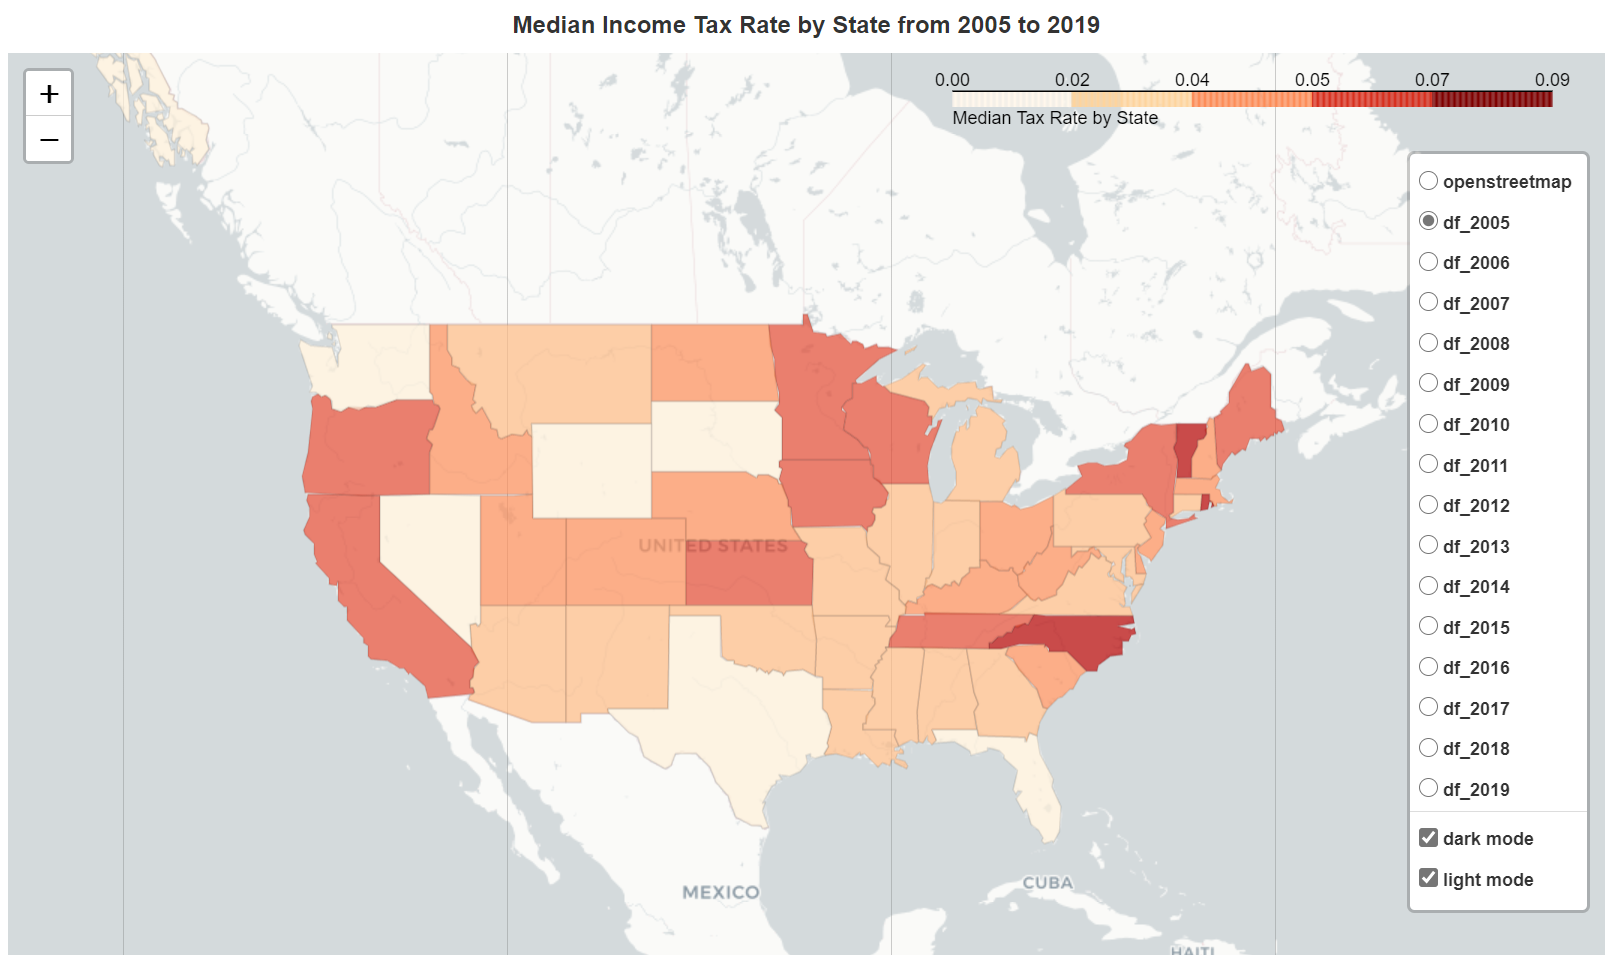 Median Income Tax Rate by State from 2005 to 2019
+
−
0.00 0.02 0.04 0.05 0.07 0.09
Median Tax Rate by State
openstreetmap
df_2005
df_2006
df_2007
df_2008
df_2009
df_2010
df_2011
df_2012
df_2013
df_2014
df_2015
df_2016
df_2017
df_2018
df_2019
dark mode
light mode
UNITED STATES
MEXICO
CUBA
HAITI